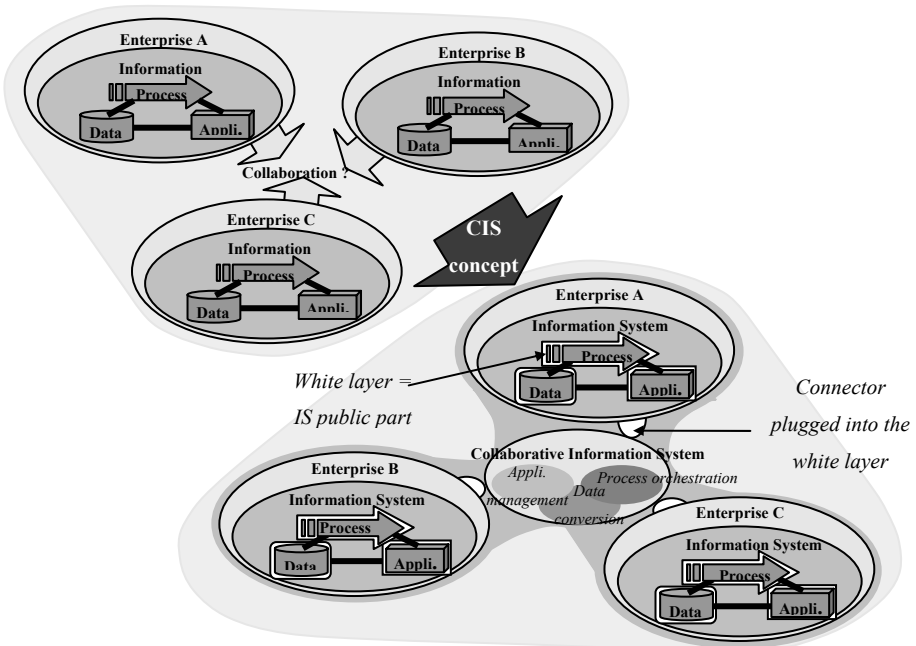 Enterprise A
Information
Process
Data
Appli.
Enterprise B
Information
Process
Data
Appli.
Collaboration ?
Enterprise C
Information
Process
Data
Appli.
CIS
concept
Enterprise A
Information System
Process
Data
Appli.
White layer =
IS public part
Connector
plugged into the
white layer
Collaborative Information System
Appli.
management
Data
conversion
Process orchestration
Enterprise B
Information System
Process
Data
Appli.
Enterprise C
Information System
Process
Data
Appli.